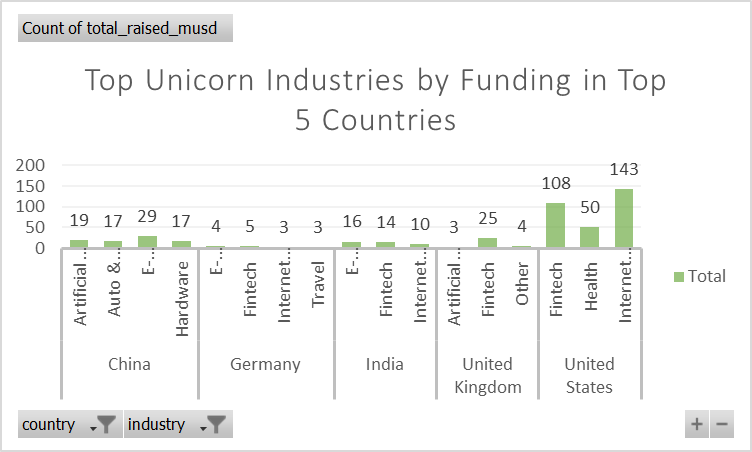 Count of total_raised_musd
Top Unicorn Industries by Funding in Top
5 Countries
200
150
100
50
0
19
17
29
17
4
5
3
3
16
14
10
3
25
4
108
50
143
Artificial…
Auto &…
E-…
Hardware
E-…
Fintech
Internet…
Travel
E-…
Fintech
Internet…
Artificial…
Fintech
Other
Fintech
Health
Internet…
China
Germany
India
United
Kingdom
United
States
Total
country
industry
+
−